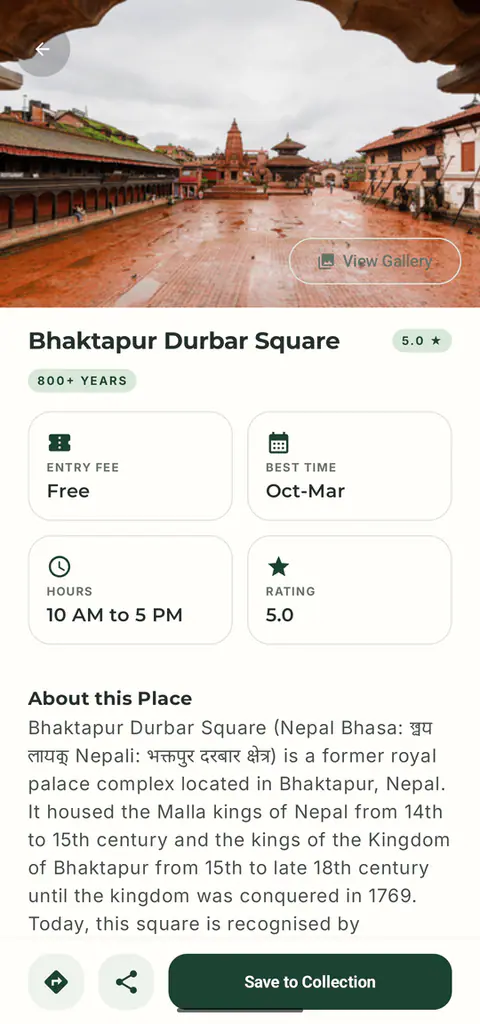 View Gallery
Bhaktapur Durbar Square
5.0 ★
800+ YEARS
ENTRY FEE
Free
BEST TIME
Oct-Mar
HOURS
10 AM to 5 PM
RATING
5.0
About this Place
Bhaktapur Durbar Square (Nepal Bhasa: ख्वप
लायकू Nepali: भक्तपुर दरबार क्षेत्र) is a former royal
palace complex located in Bhaktapur, Nepal.
It housed the Malla kings of Nepal from 14th
to 15th century and the kings of the Kingdom
of Bhaktapur from 15th to late 18th century
until the kingdom was conquered in 1769.
Today, this square is recognised by
Save to Collection